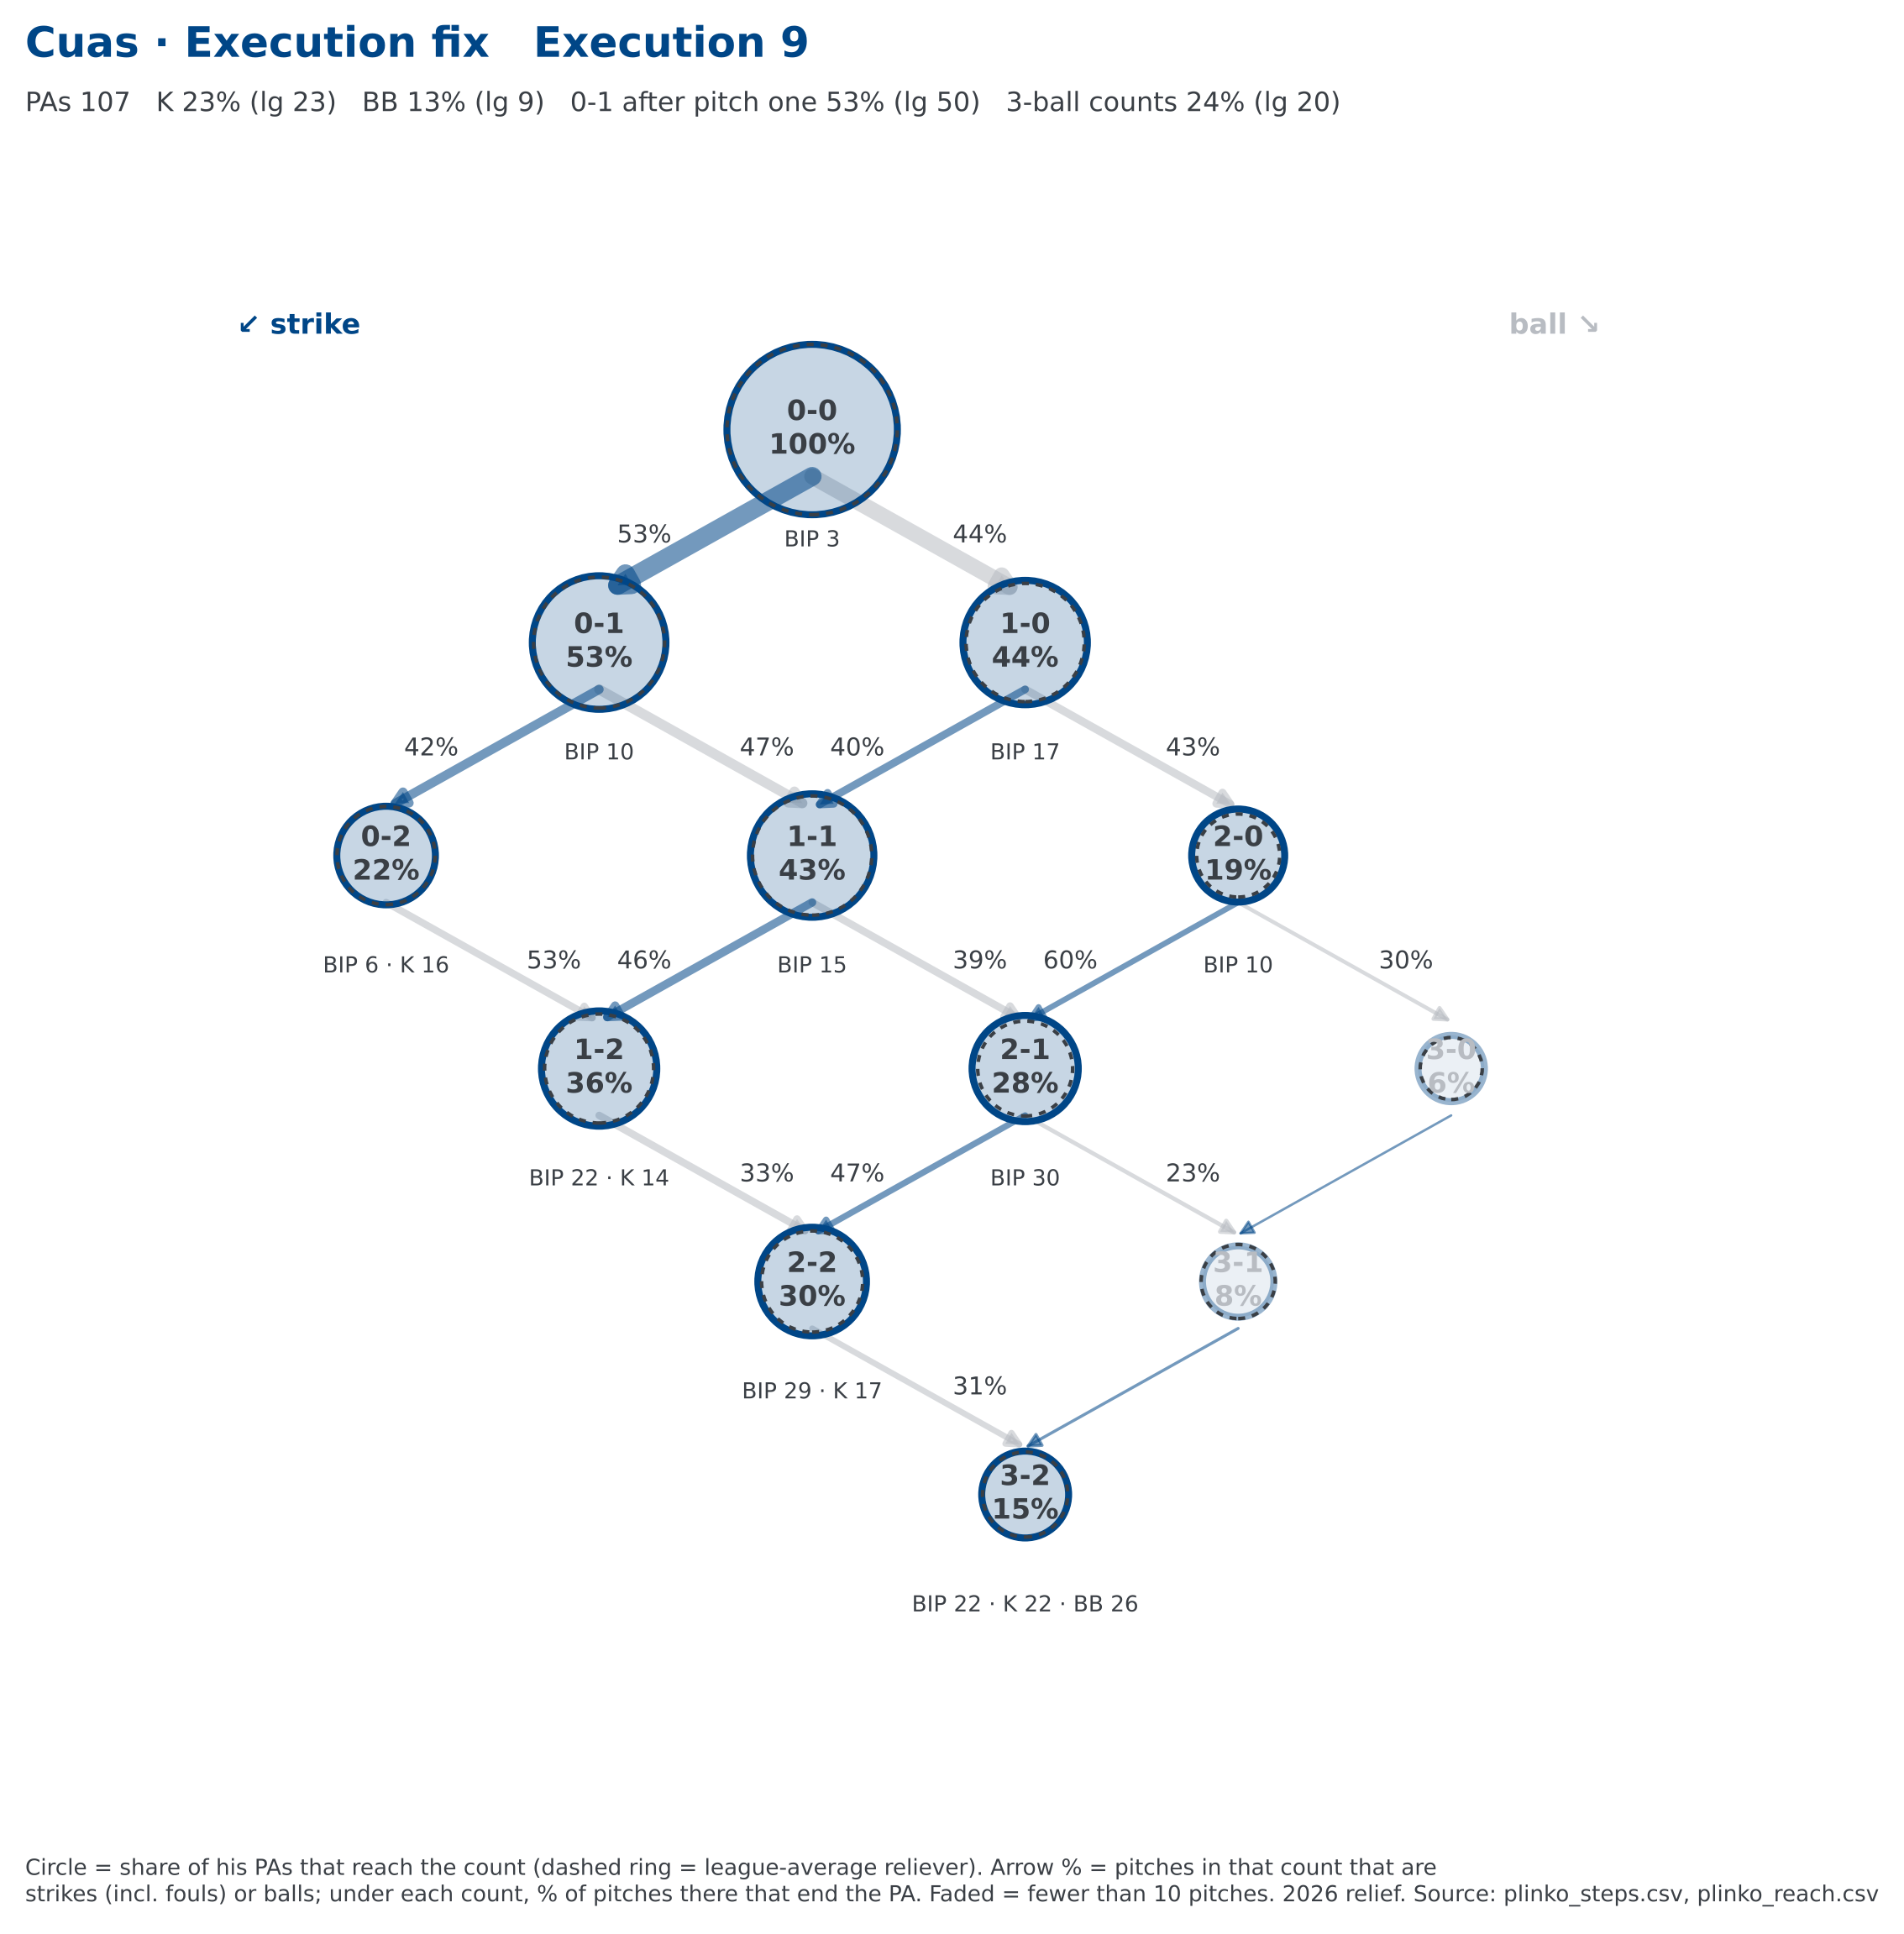 Cuas · Execution fix   Execution 9
PAs 107   K 23% (lg 23)   BB 13% (lg 9)   0-1 after pitch one 53% (lg 50)   3-ball counts 24% (lg 20)
↙ strike
ball ↘
0-0
100%
53%
44%
BIP 3
0-1
53%
1-0
44%
42%
BIP 10
47%
40%
BIP 17
43%
0-2
22%
1-1
43%
2-0
19%
BIP 6 · K 16
53%
46%
BIP 15
39%
60%
BIP 10
30%
1-2
36%
2-1
28%
3-0
6%
BIP 22 · K 14
33%
47%
BIP 30
23%
2-2
30%
3-1
8%
BIP 29 · K 17
31%
3-2
15%
BIP 22 · K 22 · BB 26
Circle = share of his PAs that reach the count (dashed ring = league-average reliever). Arrow % = pitches in that count that are
strikes (incl. fouls) or balls; under each count, % of pitches there that end the PA. Faded = fewer than 10 pitches. 2026 relief. Source: plinko_steps.csv, plinko_reach.csv